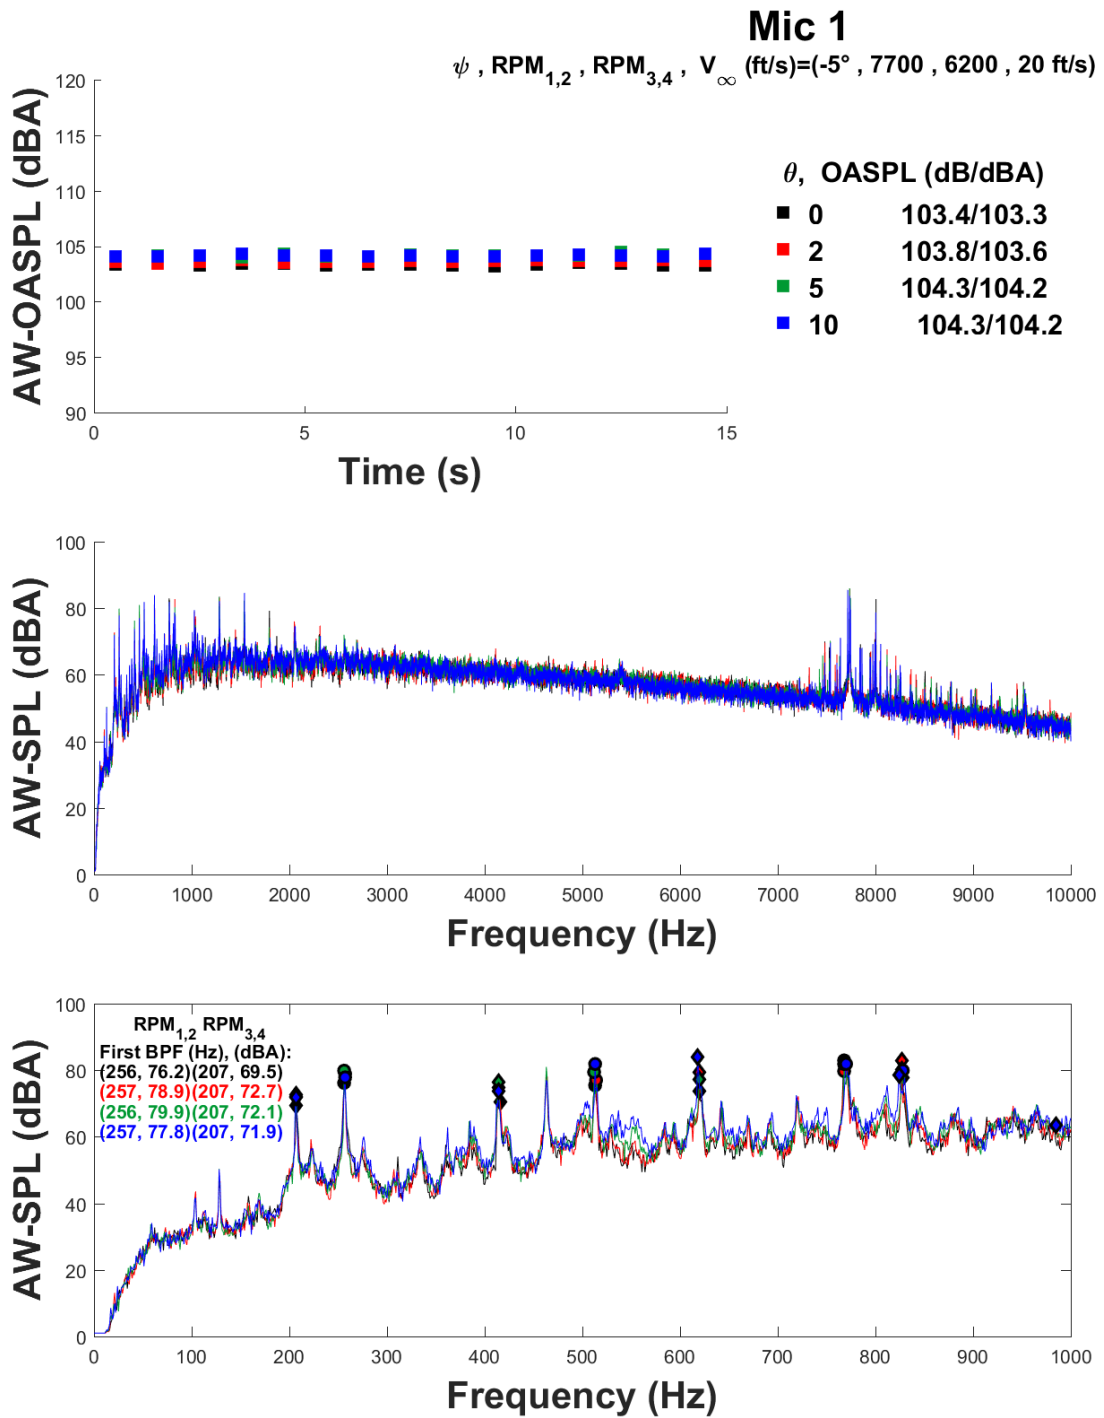 Mic 1
ψ , RPM1,2 , RPM3,4 , V∞ (ft/s)=(-5° , 7700 , 6200 , 20 ft/s)
120
115
110
105
100
95
90
AW-OASPL (dBA)
0 5 10 15
Time (s)
θ, OASPL (dB/dBA)
0 103.4/103.3
2 103.8/103.6
5 104.3/104.2
10 104.3/104.2
100
80
60
40
20
0
AW-SPL (dBA)
0 1000 2000 3000 4000 5000 6000 7000 8000 9000 10000
Frequency (Hz)
100
80
60
40
20
0
AW-SPL (dBA)
RPM1,2 RPM3,4
First BPF (Hz), (dBA):
(256, 76.2)(207, 69.5)
(257, 78.9)(207, 72.7)
(256, 79.9)(207, 72.1)
(257, 77.8)(207, 71.9)
0 100 200 300 400 500 600 700 800 900 1000
Frequency (Hz)